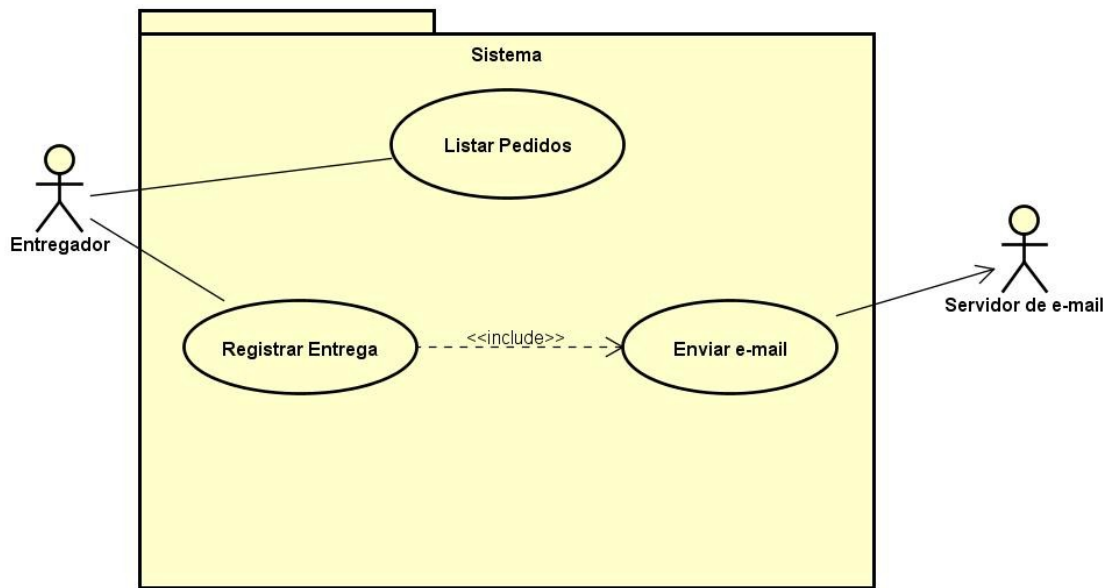 Sistema
Listar Pedidos
Entregador
Servidor de e-mail
Registrar Entrega
<<include>>
Enviar e-mail